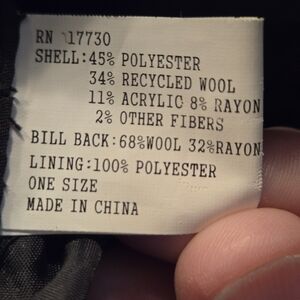 RN 17730
SHELL:45% POLYESTER
34% RECYCLED WOOL
11% ACRYLIC 8% RAYON
2% OTHER FIBERS
BILL BACK:68%WOOL 32%RAYON
LINING:100% POLYESTER
ONE SIZE
MADE IN CHINA